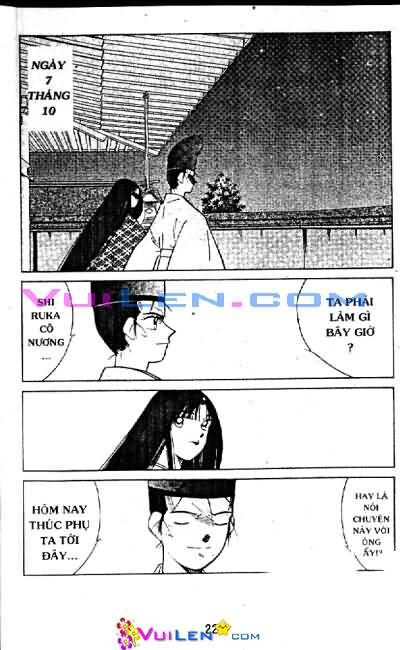 NGÀY
7
THÁNG
10
VUILEN.COM
SHI
RUKA
CÔ
NƯƠNG
...
TA PHẢI
LÀM GÌ
BÂY GIỜ
?
HÔM NAY
THÚC PHỤ
TA TỚI
ĐÂY...
HAY LÀ
NÓI
CHUYỆN
NÀY VỚI
ÔNG
ẤY!
22
VUILEN.COM